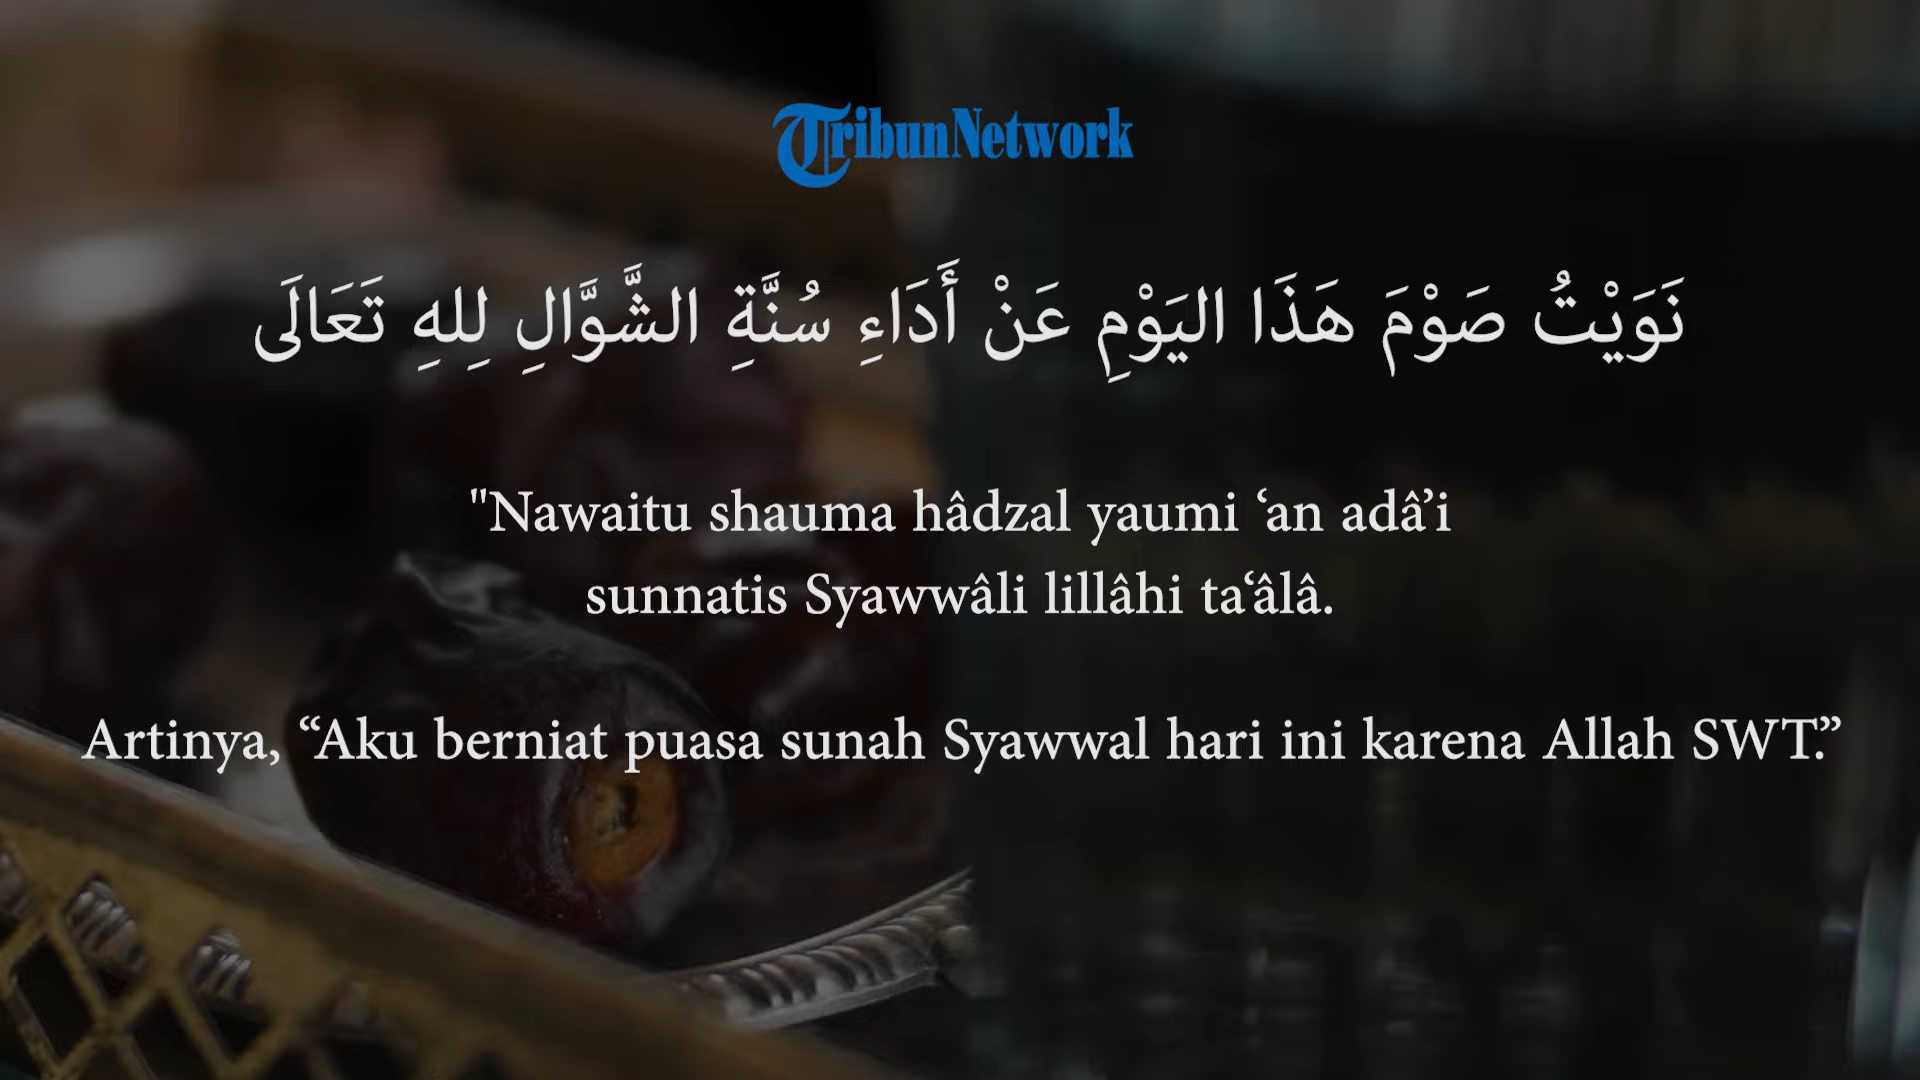 TribunNetwork
نَوَيْتُ صَوْمَ هَذَا اليَوْمِ عَنْ أَدَاءِ سُنَّةِ الشَّوَّالِ لِلهِ تَعَالَى
"Nawaitu shauma hâdzal yaumi ‘an adâ’i
sunnatis Syawwâli lillâhi ta‘âlâ.
Artinya, “Aku berniat puasa sunah Syawwal hari ini karena Allah SWT.”